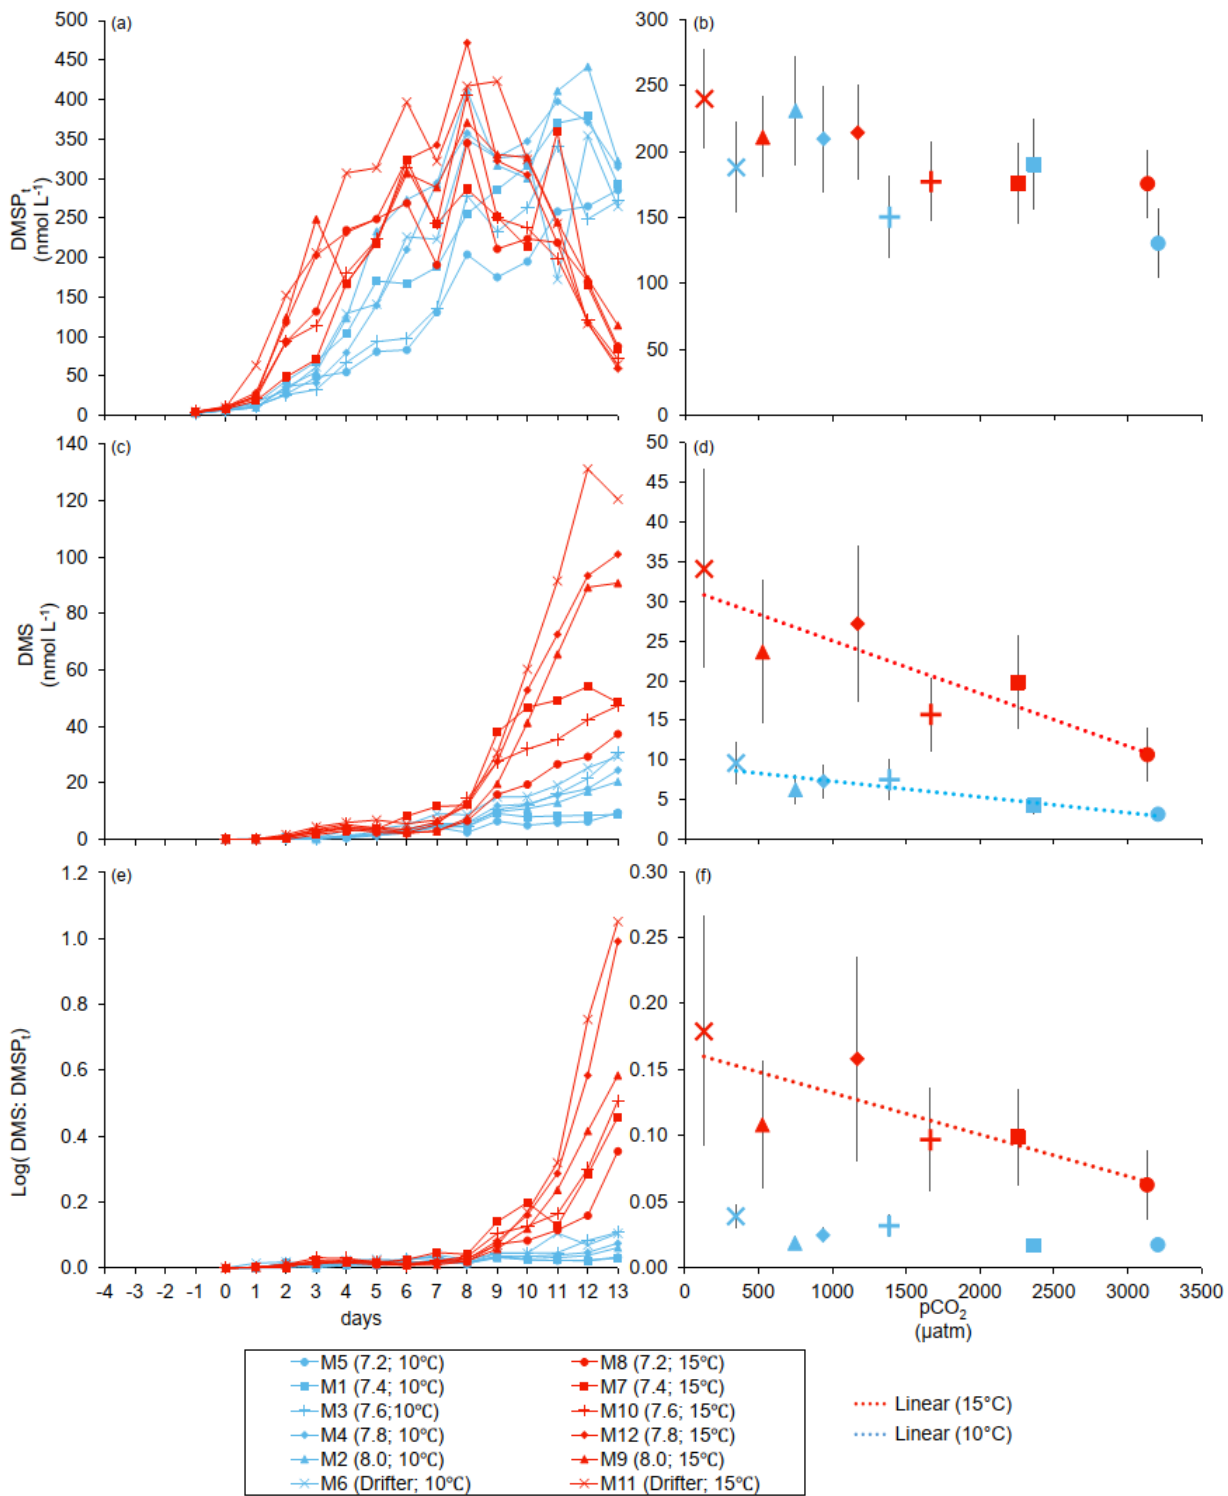 (a)
500
450
400
350
300
250
200
150
100
50
0
DMSPt
(nmol L-1)
(b)
300
250
200
150
100
50
0
(c)
140
120
100
80
60
40
20
0
DMS
(nmol L-1)
(d)
50
45
40
35
30
25
20
15
10
5
0
(e)
1.2
1.0
0.8
0.6
0.4
0.2
0.0
Log( DMS: DMSPt)
-4 -3 -2 -1 0 1 2 3 4 5 6 7 8 9 10 11 12 13
days
(f)
0.30
0.25
0.20
0.15
0.10
0.05
0.00
0 500 1000 1500 2000 2500 3000 3500
pCO2
(µatm)
M5 (7.2; 10℃)
M1 (7.4; 10℃)
M3 (7.6;10℃)
M4 (7.8; 10℃)
M2 (8.0; 10℃)
M6 (Drifter; 10℃)
M8 (7.2; 15℃)
M7 (7.4; 15℃)
M10 (7.6; 15℃)
M12 (7.8; 15℃)
M9 (8.0; 15℃)
M11 (Drifter; 15℃)
Linear (15°C)
Linear (10°C)